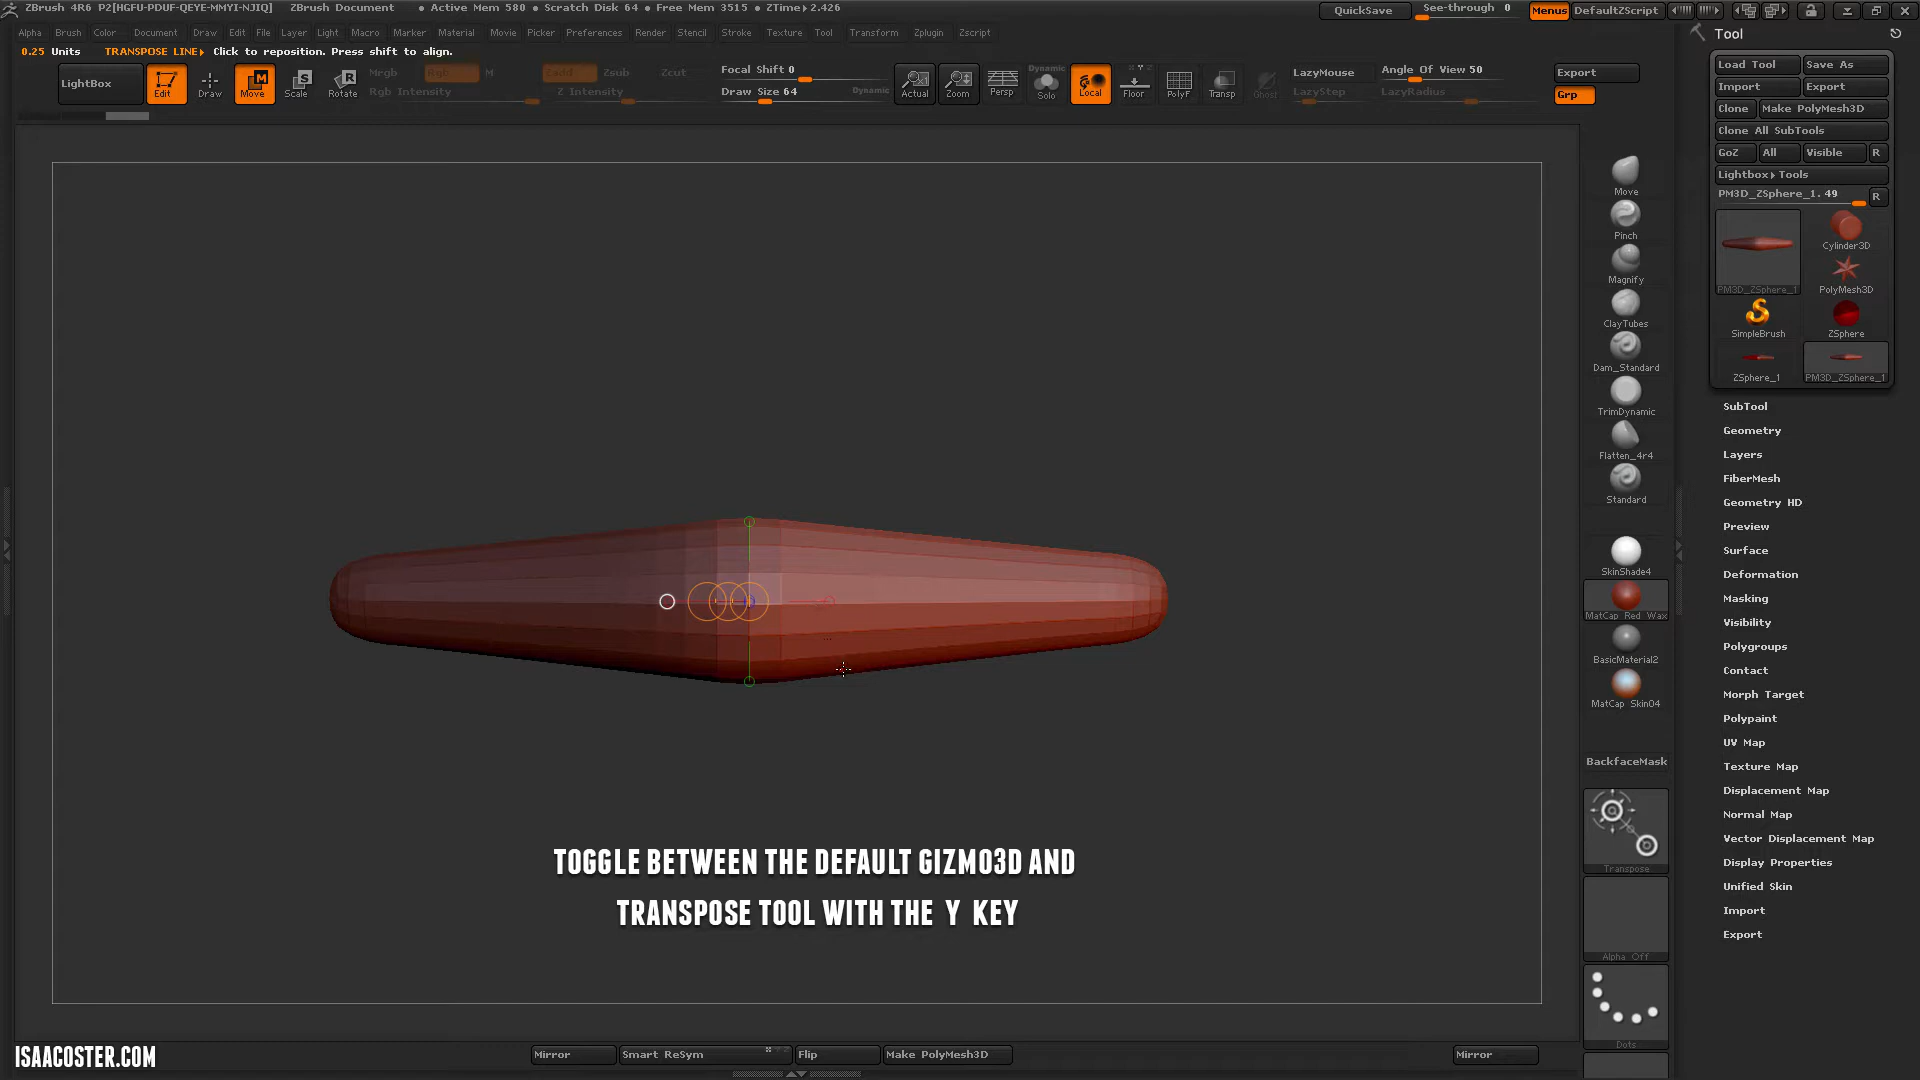 ZBrush 4R6 P2[HGFU-PDUF-QEYE-MMYI-NJIQ] ZBrush Document • Active Mem 580 • Scratch Disk 64 • Free Mem 3515 • ZTime▸2.426 QuickSave See-through 0 Menus DefaultZScript
Alpha Brush Color Document Draw Edit File Layer Light Macro Marker Material Movie Picker Preferences Render Stencil Stroke Texture Tool Transform Zplugin Zscript
0.25 Units TRANSPOSE LINE▸ Click to reposition. Press shift to align.
LightBox
Edit
Draw
Move
Scale
Rotate
Mrgb Rgb M
Rgb Intensity
Zadd Zsub Zcut
Z Intensity
Focal Shift 0
Draw Size 64 Dynamic
Actual
Zoom
Persp
Dynamic
Solo
Local
Floor
PolyF
Transp
Ghost
LazyMouse
LazyStep
Angle Of View 50
LazyRadius
Export
Grp
Tool
Load Tool Save As
Import Export
Clone Make PolyMesh3D
Clone All SubTools
GoZ All Visible R
Lightbox▸Tools
PM3D_ZSphere_1. 49 R
PM3D_ZSphere_1
Cylinder3D
PolyMesh3D
SimpleBrush
ZSphere
ZSphere_1
PM3D_ZSphere_1
SubTool
Geometry
Layers
FiberMesh
Geometry HD
Preview
Surface
Deformation
Masking
Visibility
Polygroups
Contact
Morph Target
Polypaint
UV Map
Texture Map
Displacement Map
Normal Map
Vector Displacement Map
Display Properties
Unified Skin
Import
Export
Move
Pinch
Magnify
ClayTubes
Dam_Standard
TrimDynamic
Flatten_4r4
Standard
SkinShade4
MatCap Red Wax
BasicMaterial2
MatCap Skin04
BackfaceMask
Transpose
Alpha Off
Dots
TOGGLE BETWEEN THE DEFAULT GIZMO3D AND
TRANSPOSE TOOL WITH THE Y KEY
ISAACOSTER.COM
Mirror Smart ReSym Flip Make PolyMesh3D Mirror